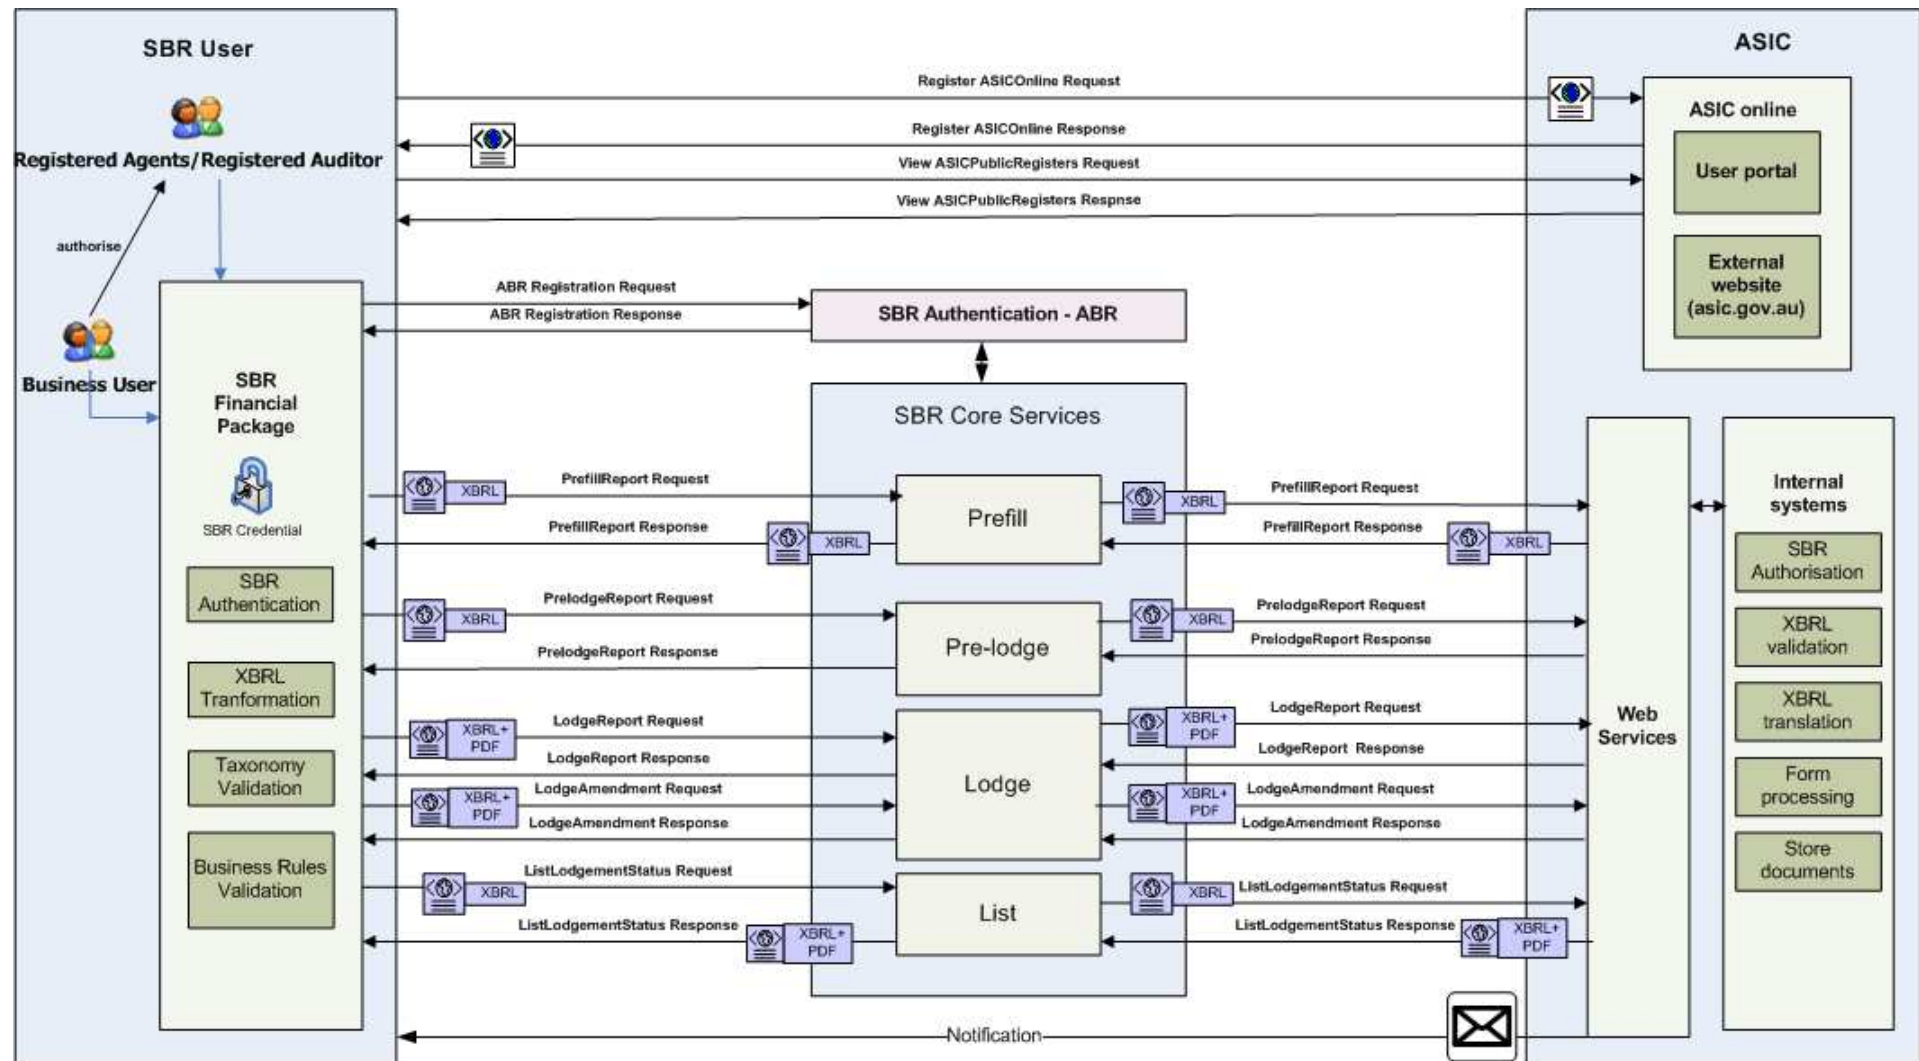 SBR User
Registered Agents/Registered Auditor
authorise
Business User
SBR
Financial
Package
SBR Credential
SBR
Authentication
XBRL
Tranformation
Taxonomy
Validation
Business Rules
Validation
Register ASICOnline Request
Register ASICOnline Response
View ASICPublicRegisters Request
View ASICPublicRegisters Respnse
ABR Registration Request
ABR Registration Response
SBR Authentication - ABR
SBR Core Services
PrefillReport Request
XBRL
PrefillReport Response
XBRL
Prefill
PrefillReport Request
XBRL
PrefillReport Response
XBRL
PrelodgeReport Request
XBRL
PrelodgeReport Response
Pre-lodge
PrelodgeReport Request
XBRL
PrelodgeReport Response
LodgeReport Request
XBRL+
PDF
LodgeReport Response
LodgeAmendment Request
XBRL+
PDF
LodgeAmendment Response
Lodge
LodgeReport Request
XBRL+
PDF
LodgeReport Response
LodgeAmendment Request
XBRL+
PDF
LodgeAmendment Response
ListLodgementStatus Request
XBRL
ListLodgementStatus Response
XBRL+
PDF
List
ListLodgementStatus Request
XBRL
ListLodgementStatus Response
XBRL+
PDF
Notification
ASIC
ASIC online
User portal
External
website
(asic.gov.au)
Web
Services
Internal
systems
SBR
Authorisation
XBRL
validation
XBRL
translation
Form
processing
Store
documents